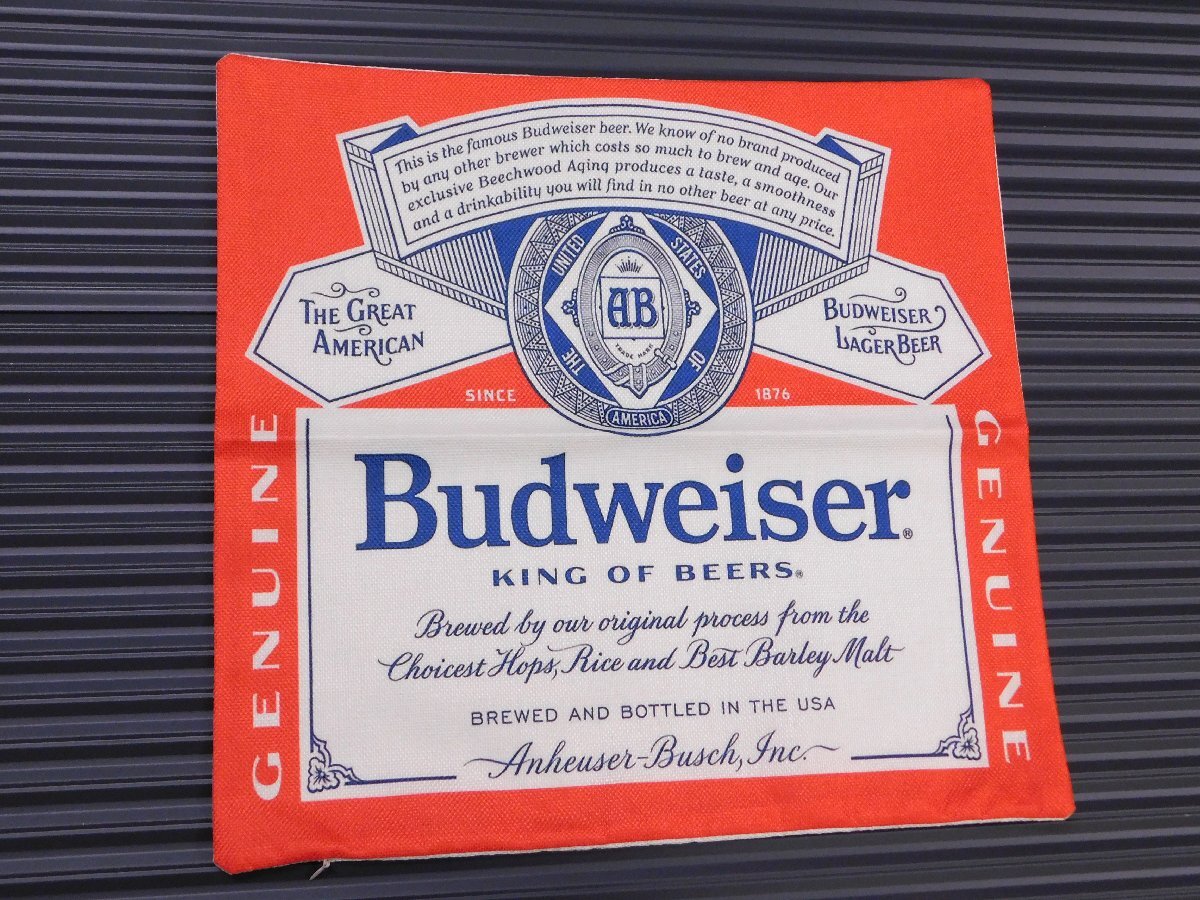 This is the famous Budweiser beer. We know of no brand produced
by any other brewer which costs so much to brew and age. Our
exclusive Beechwood Aging produces a taste, a smoothness
and a drinkability you will find in no other beer at any price.
THE GREAT
AMERICAN
UNITED
STATES
THE
OF
AMERICA
AB
TRADE MARK
BUDWEISER
LAGER BEER
SINCE
1876
GENUINE
GENUINE
Budweiser®
KING OF BEERS®
Brewed by our original process from the
Choicest Hops, Rice and Best Barley Malt
BREWED AND BOTTLED IN THE USA
Anheuser-Busch, Inc.